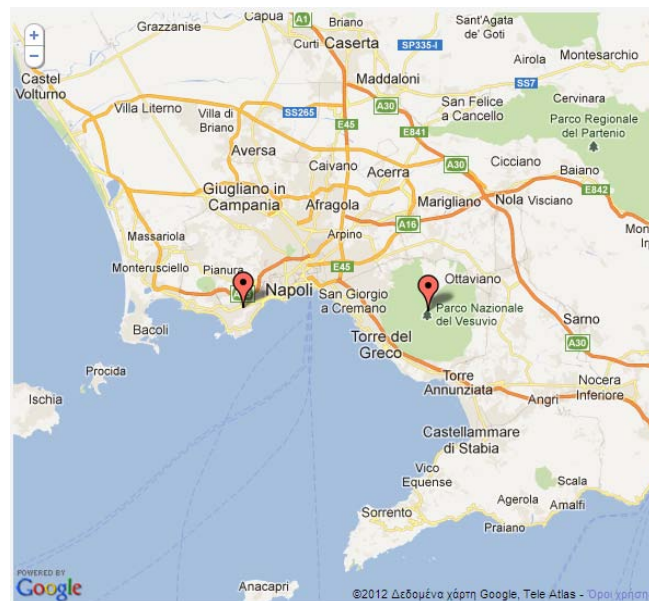 Capua
Briano
Sant'Agata
de' Goti
Grazzanise
A1
+
Curti
Caserta
SP335-I
Airola
Montesarchio
−
Maddaloni
SS7
Castel
Volturno
Cervinara
Villa Literno
Villa di
Briano
SS265
A30
San Felice
a Cancello
Parco Regionale
del Partenio
E45
E841
Aversa
Caivano
Acerra
A30
Cicciano
Baiano
Giugliano in
Campania
Afragola
Marigliano
Nola
Visciano
E842
A16
Massariola
Arpino
Monterusciello
Pianura
E45
Ottaviano
Napoli
San Giorgio
a Cremano
Parco Nazionale
del Vesuvio
Sarno
Bacoli
Torre del
Greco
A30
Procida
Torre
Annunziata
Nocera
Inferiore
Ischia
Angri
Castellammare
di Stabia
Vico
Equense
Scala
Agerola
Amalfi
Sorrento
Praiano
POWERED BY
Google
Anacapri
©2012 Δεδομένα χάρτη Google, Tele Atlas - Όροι χρήσης